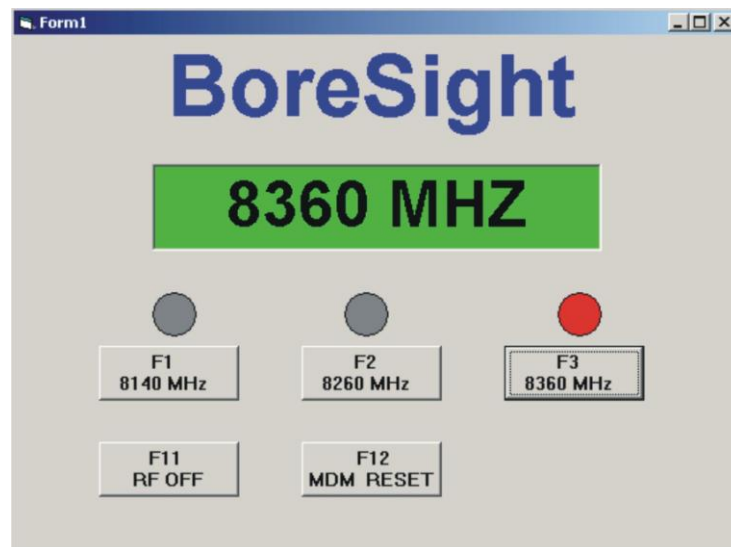 Form1
BoreSight
8360 MHZ
F1
8140 MHz
F2
8260 MHz
F3
8360 MHz
F11
RF OFF
F12
MDM RESET